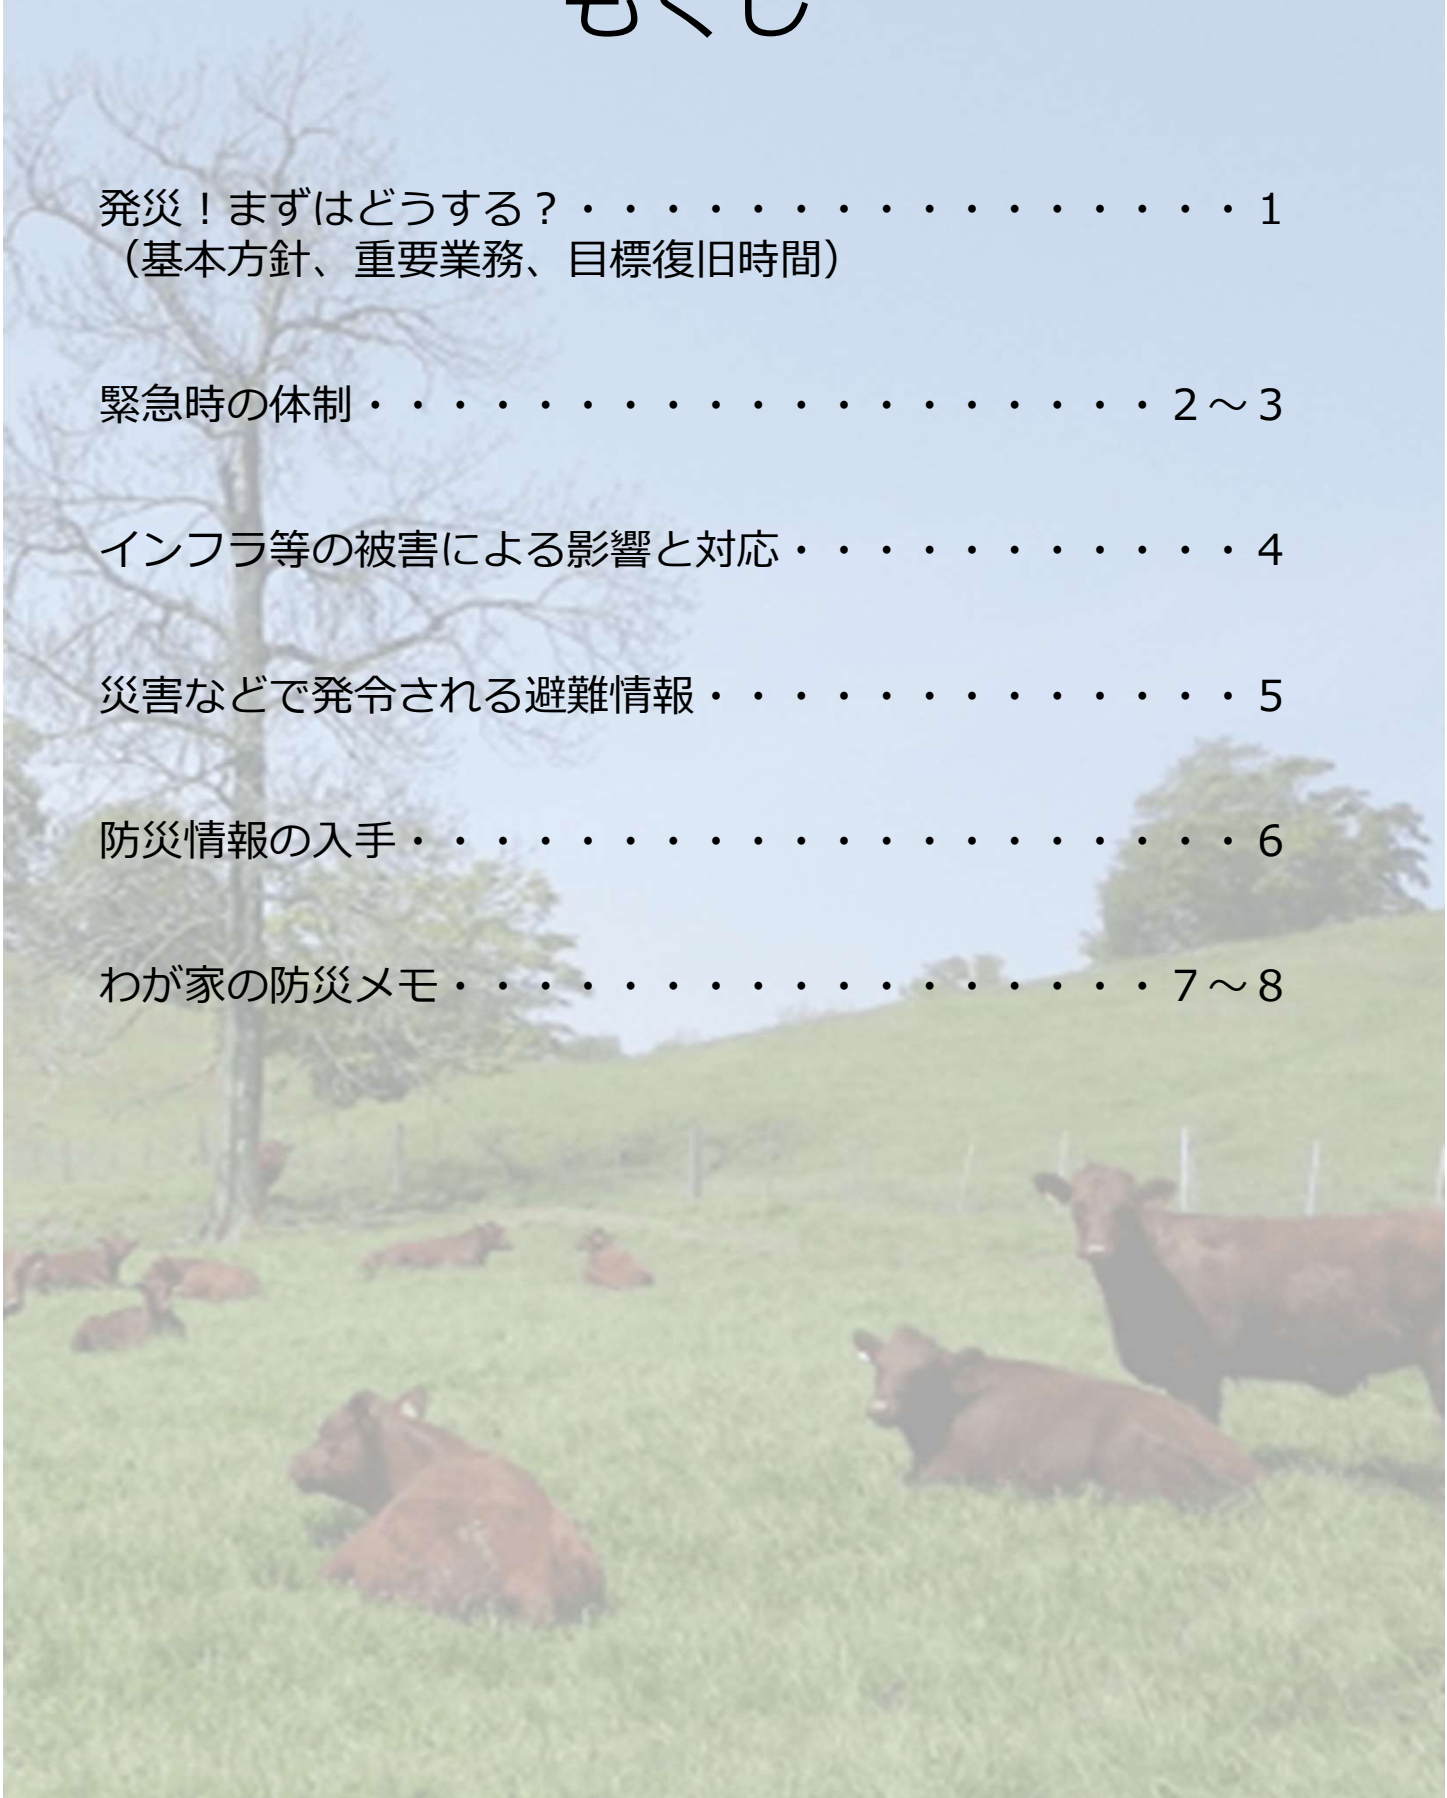 もくじ
発災！まずはどうする？・・・・・・・・・・・・・・・・1
（基本方針、重要業務、目標復旧時間）
緊急時の体制・・・・・・・・・・・・・・・・・・・2～3
インフラ等の被害による影響と対応・・・・・・・・・・・4
災害などで発令される避難情報・・・・・・・・・・・・・5
防災情報の入手・・・・・・・・・・・・・・・・・・・・6
わが家の防災メモ・・・・・・・・・・・・・・・・・7～8